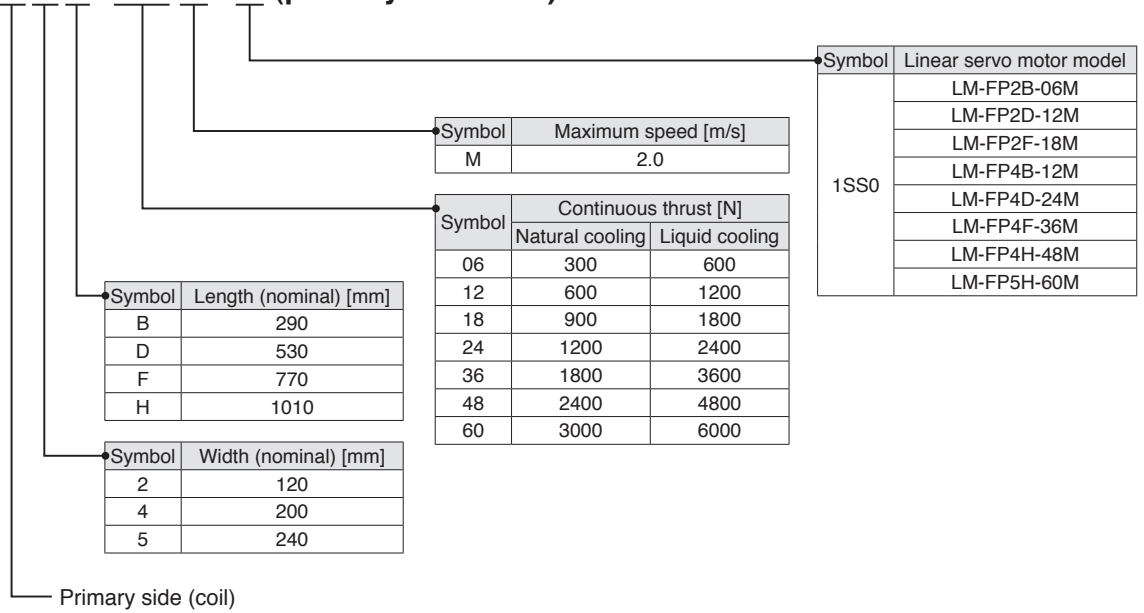 Symbol Linear servo motor model
1SS0
LM-FP2B-06M
LM-FP2D-12M
LM-FP2F-18M
LM-FP4B-12M
LM-FP4D-24M
LM-FP4F-36M
LM-FP4H-48M
LM-FP5H-60M
Symbol Maximum speed [m/s]
M 2.0
Symbol Continuous thrust [N]
Natural cooling Liquid cooling
06 300 600
12 600 1200
18 900 1800
24 1200 2400
36 1800 3600
48 2400 4800
60 3000 6000
Symbol Length (nominal) [mm]
B 290
D 530
F 770
H 1010
Symbol Width (nominal) [mm]
2 120
4 200
5 240
Primary side (coil)